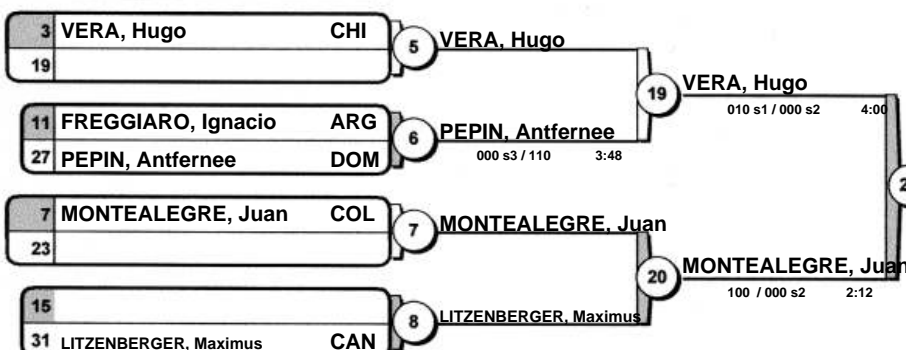 3 VERA, Hugo CHI
19
5 VERA, Hugo
11 FREGGIARO, Ignacio ARG
27 PEPIN, Antfernee DOM
6 PEPIN, Antfernee
000 s3 / 110 3:48
19 VERA, Hugo
010 s1 / 000 s2 4:00
7 MONTEALEGRE, Juan COL
23
7 MONTEALEGRE, Juan
15
31 LITZENBERGER, Maximus CAN
8 LITZENBERGER, Maximus
20 MONTEALEGRE, Juan
100 / 000 s2 2:12